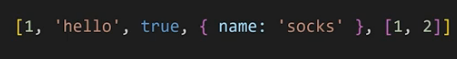 [1, 'hello', true, { name: 'socks' }, [1, 2]]